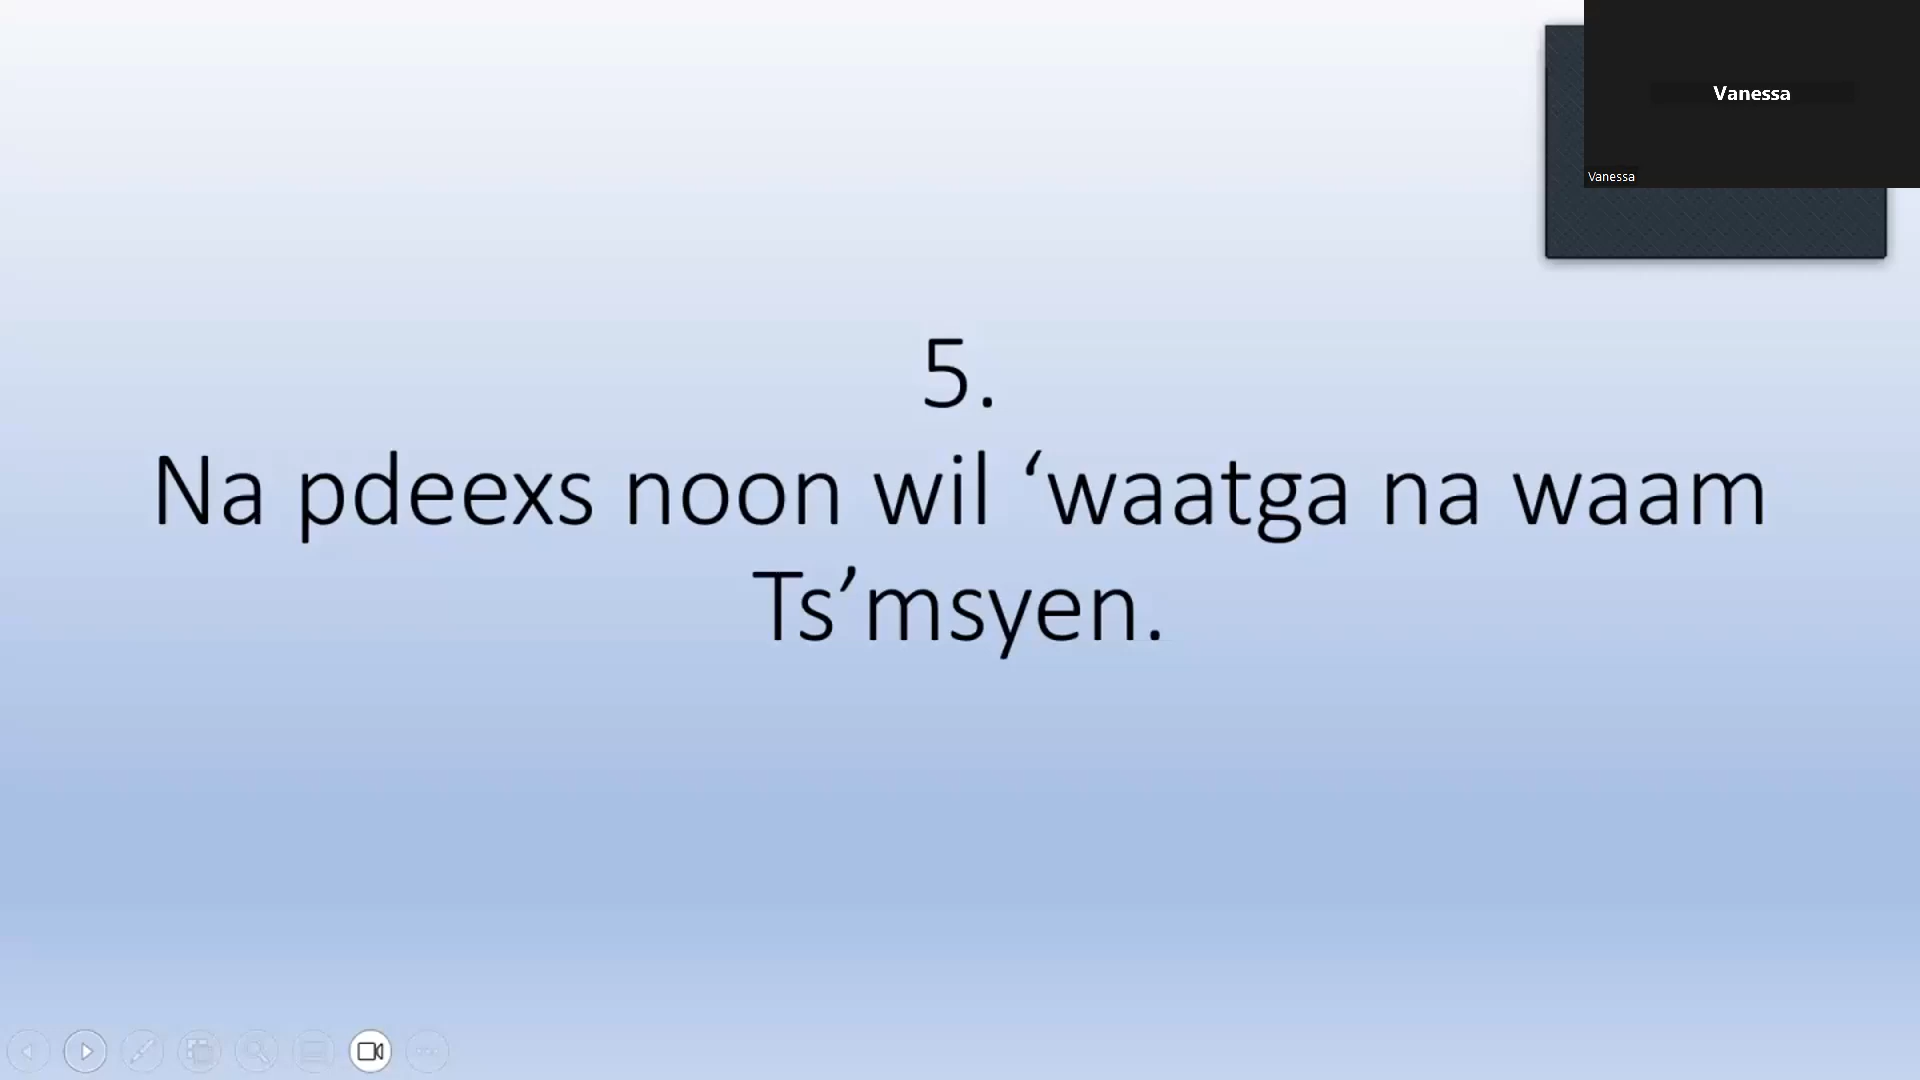 Vanessa
Vanessa
5.
Na pdeexs noon wil ‘waatga na waam
Ts’msyen.